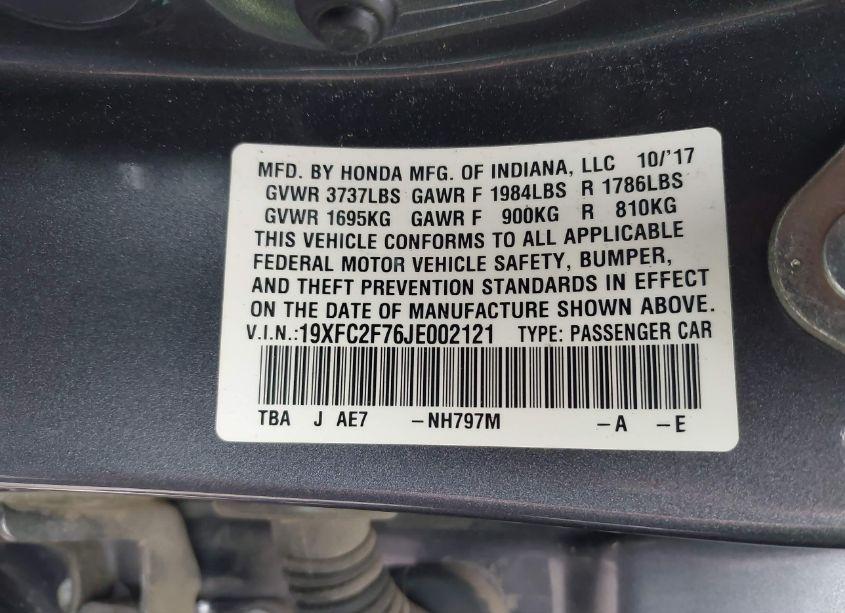 MFD. BY HONDA MFG. OF INDIANA, LLC 10/'17
GVWR 3737LBS GAWR F 1984LBS R 1786LBS
GVWR 1695KG GAWR F 900KG R 810KG
THIS VEHICLE CONFORMS TO ALL APPLICABLE
FEDERAL MOTOR VEHICLE SAFETY, BUMPER,
AND THEFT PREVENTION STANDARDS IN EFFECT
ON THE DATE OF MANUFACTURE SHOWN ABOVE.
V.I.N.:19XFC2F76JE002121 TYPE: PASSENGER CAR
TBA J AE7 –NH797M –A –E